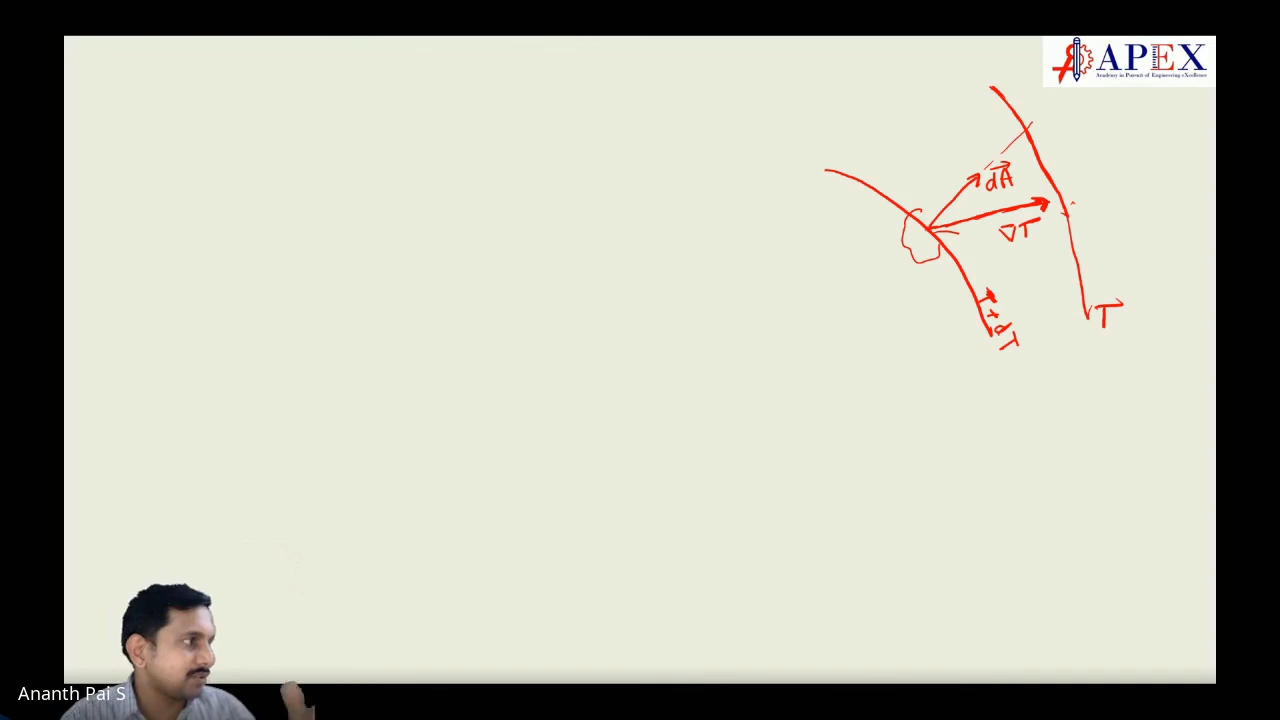 APEX
Academy in Pursuit of Engineering eXcellence
dA
∇T
T+dT
T
Ananth Pai S